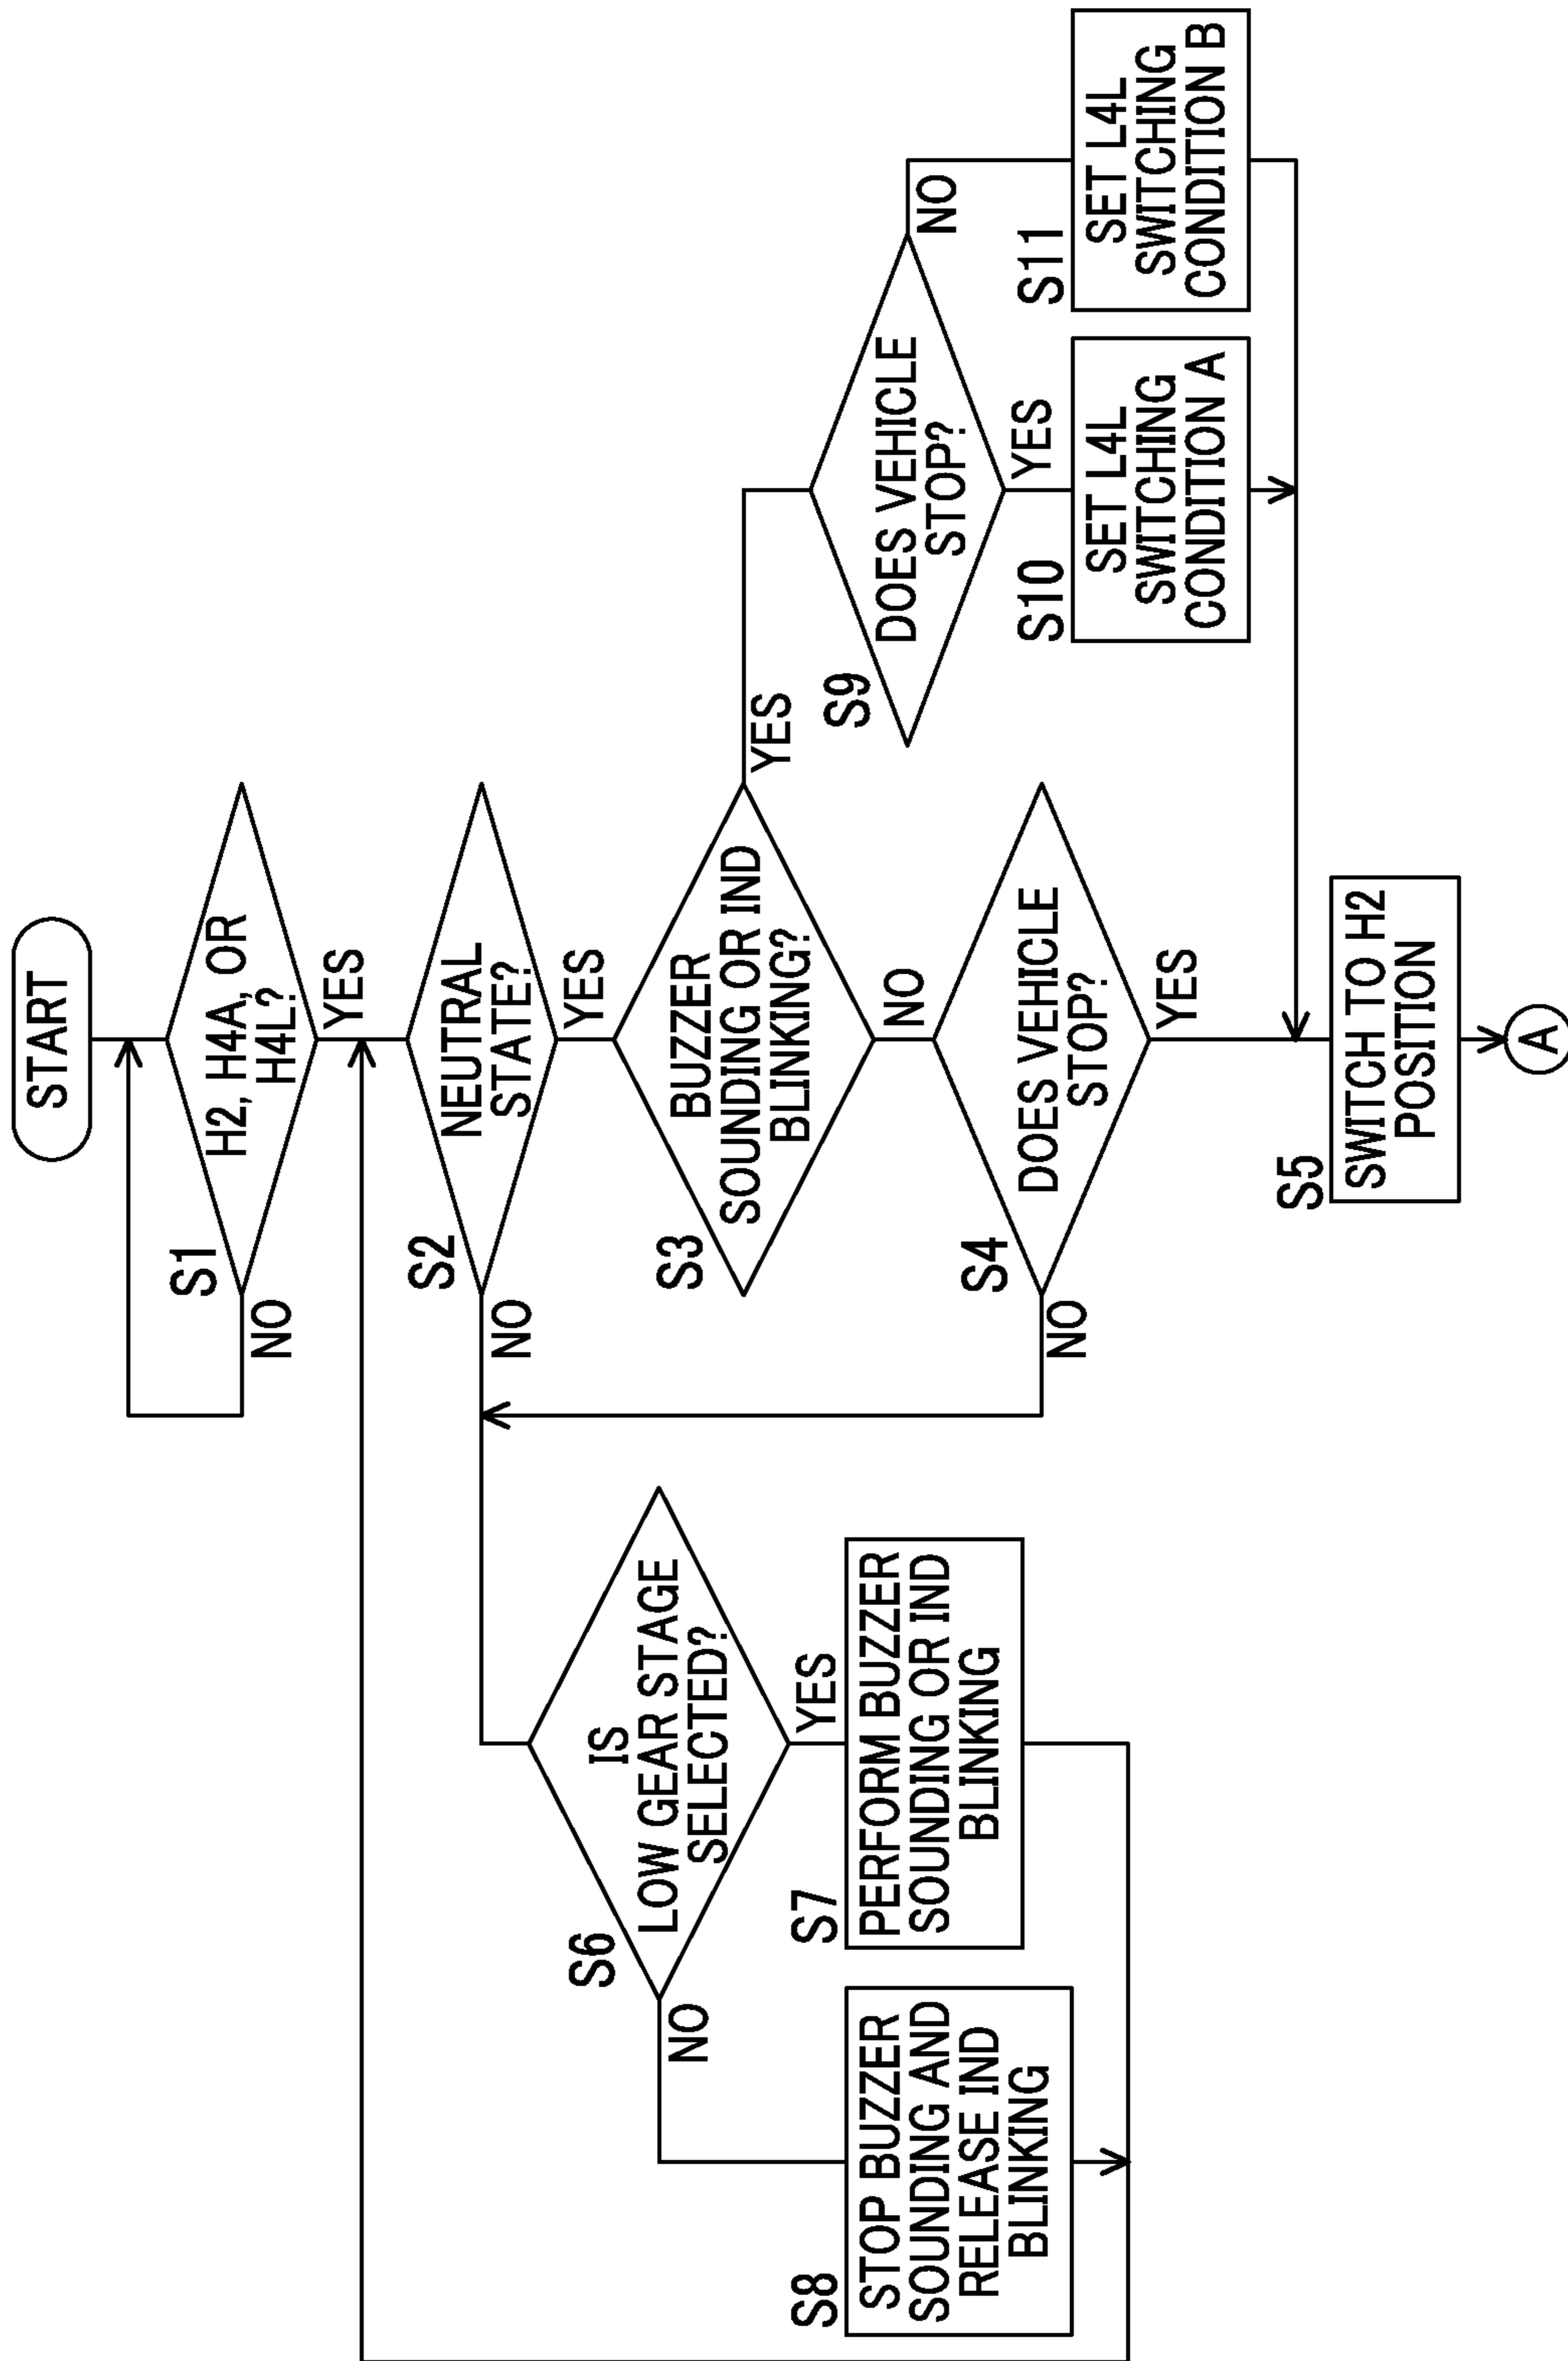 START
S1
H2, H4A, OR
H4L?
NO
YES
S2
NEUTRAL
STATE?
NO
YES
S3
BUZZER
SOUNDING OR IND
BLINKING?
YES
NO
S4
DOES VEHICLE
STOP?
NO
YES
S5
SWITCH TO H2
POSITION
A
S6
IS
LOW GEAR STAGE
SELECTED?
NO
YES
S7
PERFORM BUZZER
SOUNDING OR IND
BLINKING
S8
STOP BUZZER
SOUNDING AND
RELEASE IND
BLINKING
S9
DOES VEHICLE
STOP?
NO
YES
S10
SET L4L
SWITCHING
CONDITION A
S11
SET L4L
SWITCHING
CONDITION B